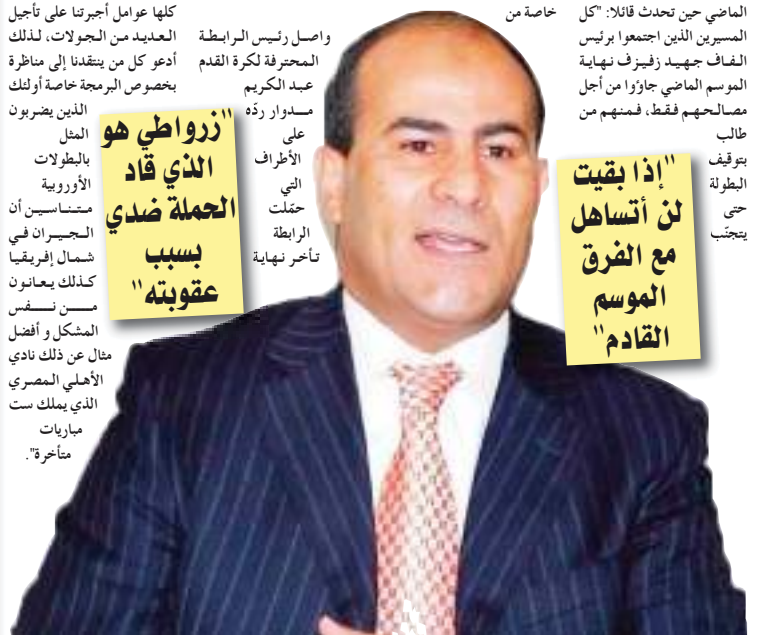 الماضي حين تحدث قائلا: "كل
المسيرين الذين اجتمعوا برئيس
الفاف جهيد زفيزف نهاية
الموسم الماضي جاؤوا من أجل
مصالحهم فقط، فمنهم من
طالب
بتوقيف
البطولة
حتى
يتجنّب
"إذا بقيت
لن أتساهل
مع الفرق
الموسم
القادم"
خاصة من
واصل رئيس الرابطة
المحترفة لكرة القدم
عبد الكريم
مدوار ردّه
على
الأطراف
التي
حمّلت
الرابطة
تأخر نهاية
"زرواطي هو
الذي قاد
الحملة ضدي
بسبب
عقوبته"
كلها عوامل أجبرتنا على تأجيل
العديد من الجولات، لذلك
أدعو كل من ينتقدنا إلى مناظرة
بخصوص البرمجة خاصة أولئك
الذين يضربون
المثل
بالبطولات
الأوروبية
متناسين أن
الجيران في
شمال إفريقيا
كذلك يعانون
من نفس
المشكل و أفضل
مثال عن ذلك نادي
الأهلي المصري
الذي يملك ست
مباريات
متأخرة".